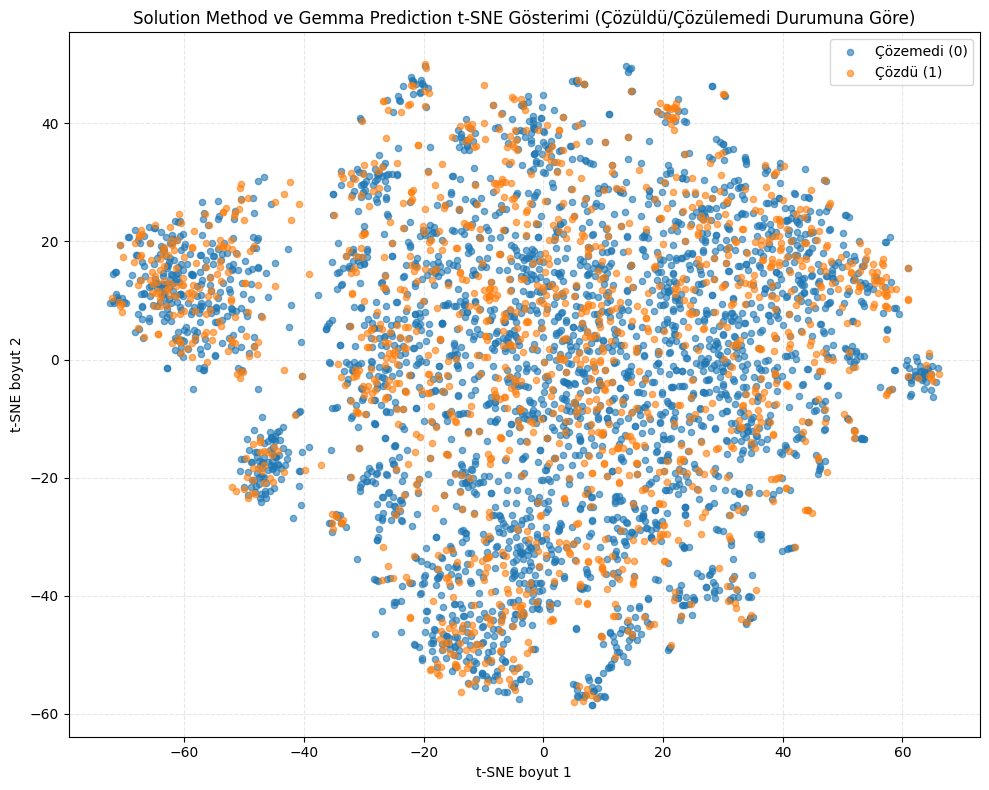 Solution Method ve Gemma Prediction t-SNE Gösterimi (Çözüldü/Çözülemedi Durumuna Göre)
Çözemedi (0)
Çözdü (1)
t-SNE boyut 2
40
20
0
−20
−40
−60
−60
−40
−20
0
20
40
60
t-SNE boyut 1